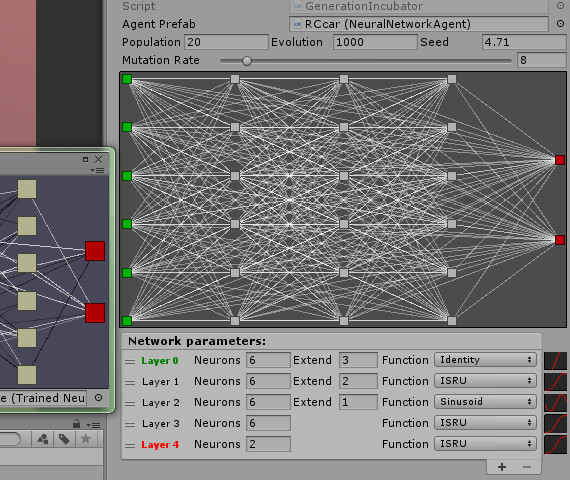 Script GenerationIncubator
Agent Prefab RCcar (NeuralNetworkAgent)
Population 20 Evolution 1000 Seed 4.71
Mutation Rate 8
Network parameters:
Layer 0 Neurons 6 Extend 3 Function Identity
Layer 1 Neurons 6 Extend 2 Function ISRU
Layer 2 Neurons 6 Extend 1 Function Sinusoid
Layer 3 Neurons 6 Function ISRU
Layer 4 Neurons 2 Function ISRU
e (Trained Neu